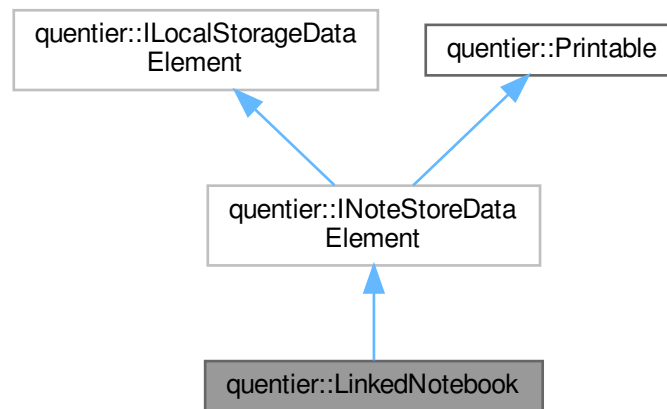 quentier::ILocalStorageData
Element
quentier::Printable
quentier::INoteStoreData
Element
quentier::LinkedNotebook